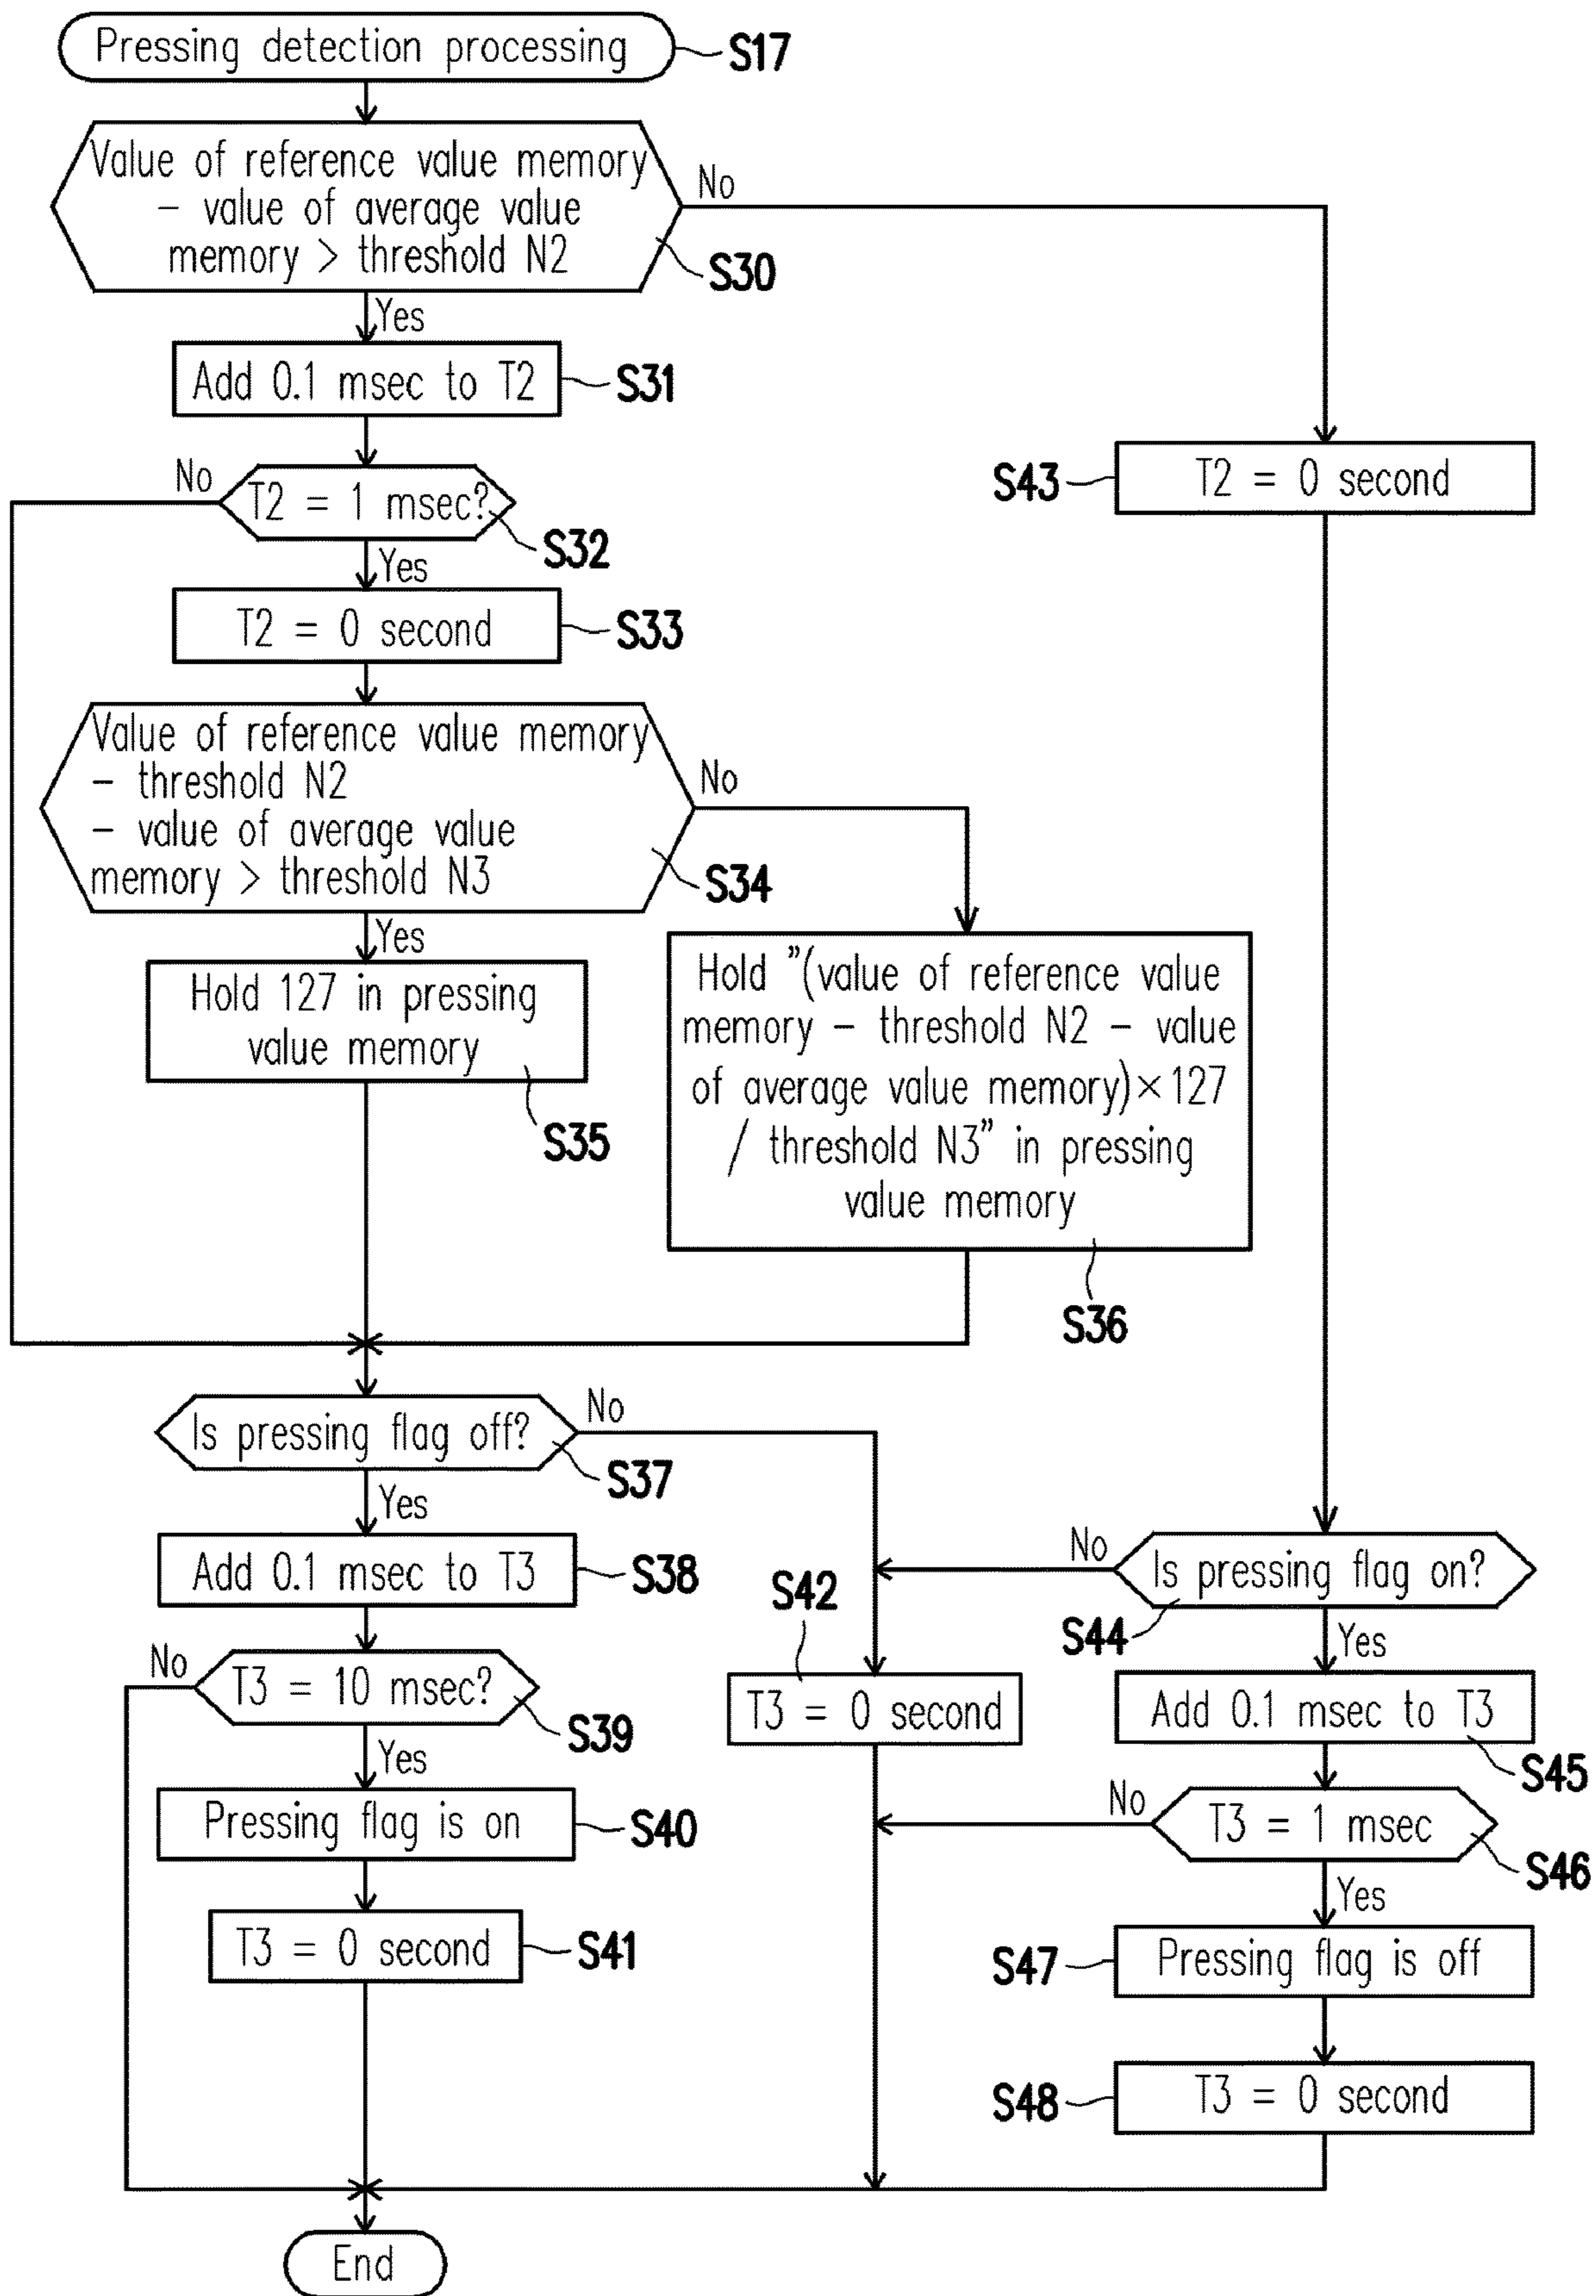 Pressing detection processing
S17
Value of reference value memory
– value of average value
memory > threshold N2
No
S30
Yes
Add 0.1 msec to T2
S31
No
T2 = 1 msec?
S32
Yes
T2 = 0 second
S33
S43
T2 = 0 second
Value of reference value memory
– threshold N2
– value of average value
memory > threshold N3
No
S34
Yes
Hold 127 in pressing
value memory
S35
Hold "(value of reference value
memory – threshold N2 – value
of average value memory)×127
/ threshold N3" in pressing
value memory
S36
Is pressing flag off?
No
S37
Yes
Add 0.1 msec to T3
S38
No
T3 = 10 msec?
S39
Yes
Pressing flag is on
S40
T3 = 0 second
S41
S42
T3 = 0 second
No
Is pressing flag on?
S44
Yes
Add 0.1 msec to T3
S45
No
T3 = 1 msec
S46
Yes
S47
Pressing flag is off
S48
T3 = 0 second
End